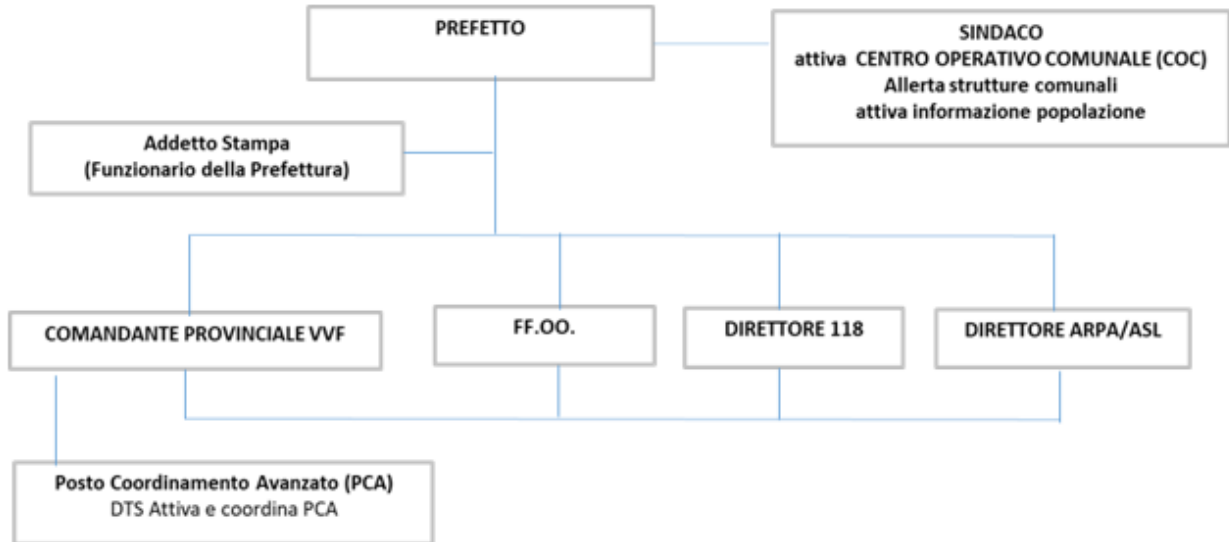 PREFETTO
SINDACO
attiva CENTRO OPERATIVO COMUNALE (COC)
Allerta strutture comunali
attiva informazione popolazione
Addetto Stampa
(Funzionario della Prefettura)
COMANDANTE PROVINCIALE VVF
FF.OO.
DIRETTORE 118
DIRETTORE ARPA/ASL
Posto Coordinamento Avanzato (PCA)
DTS Attiva e coordina PCA